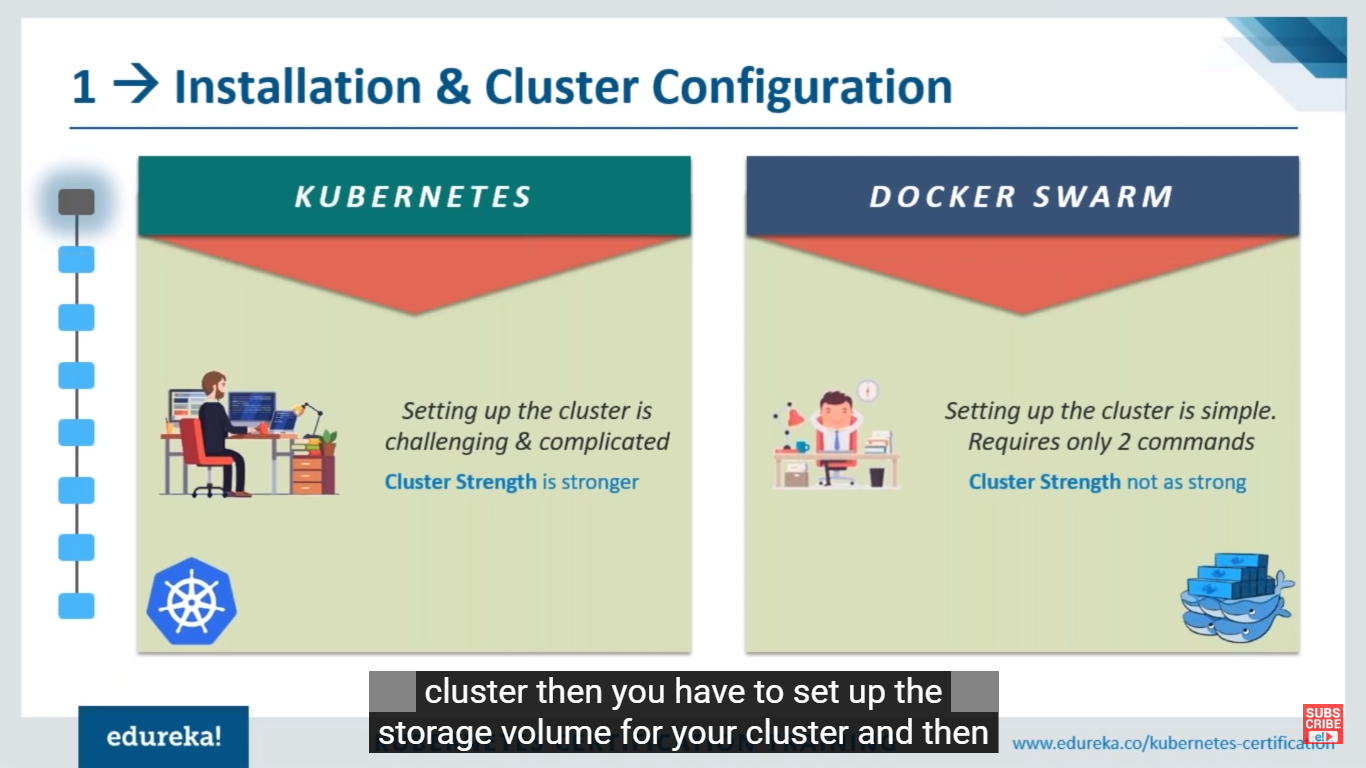 1 → Installation & Cluster Configuration
KUBERNETES
Setting up the cluster is
challenging & complicated
Cluster Strength is stronger
DOCKER SWARM
Setting up the cluster is simple.
Requires only 2 commands
Cluster Strength not as strong
cluster then you have to set up the
storage volume for your cluster and then
edureka!
www.edureka.co/kubernetes-certification
SUBS
CRIBE
e!